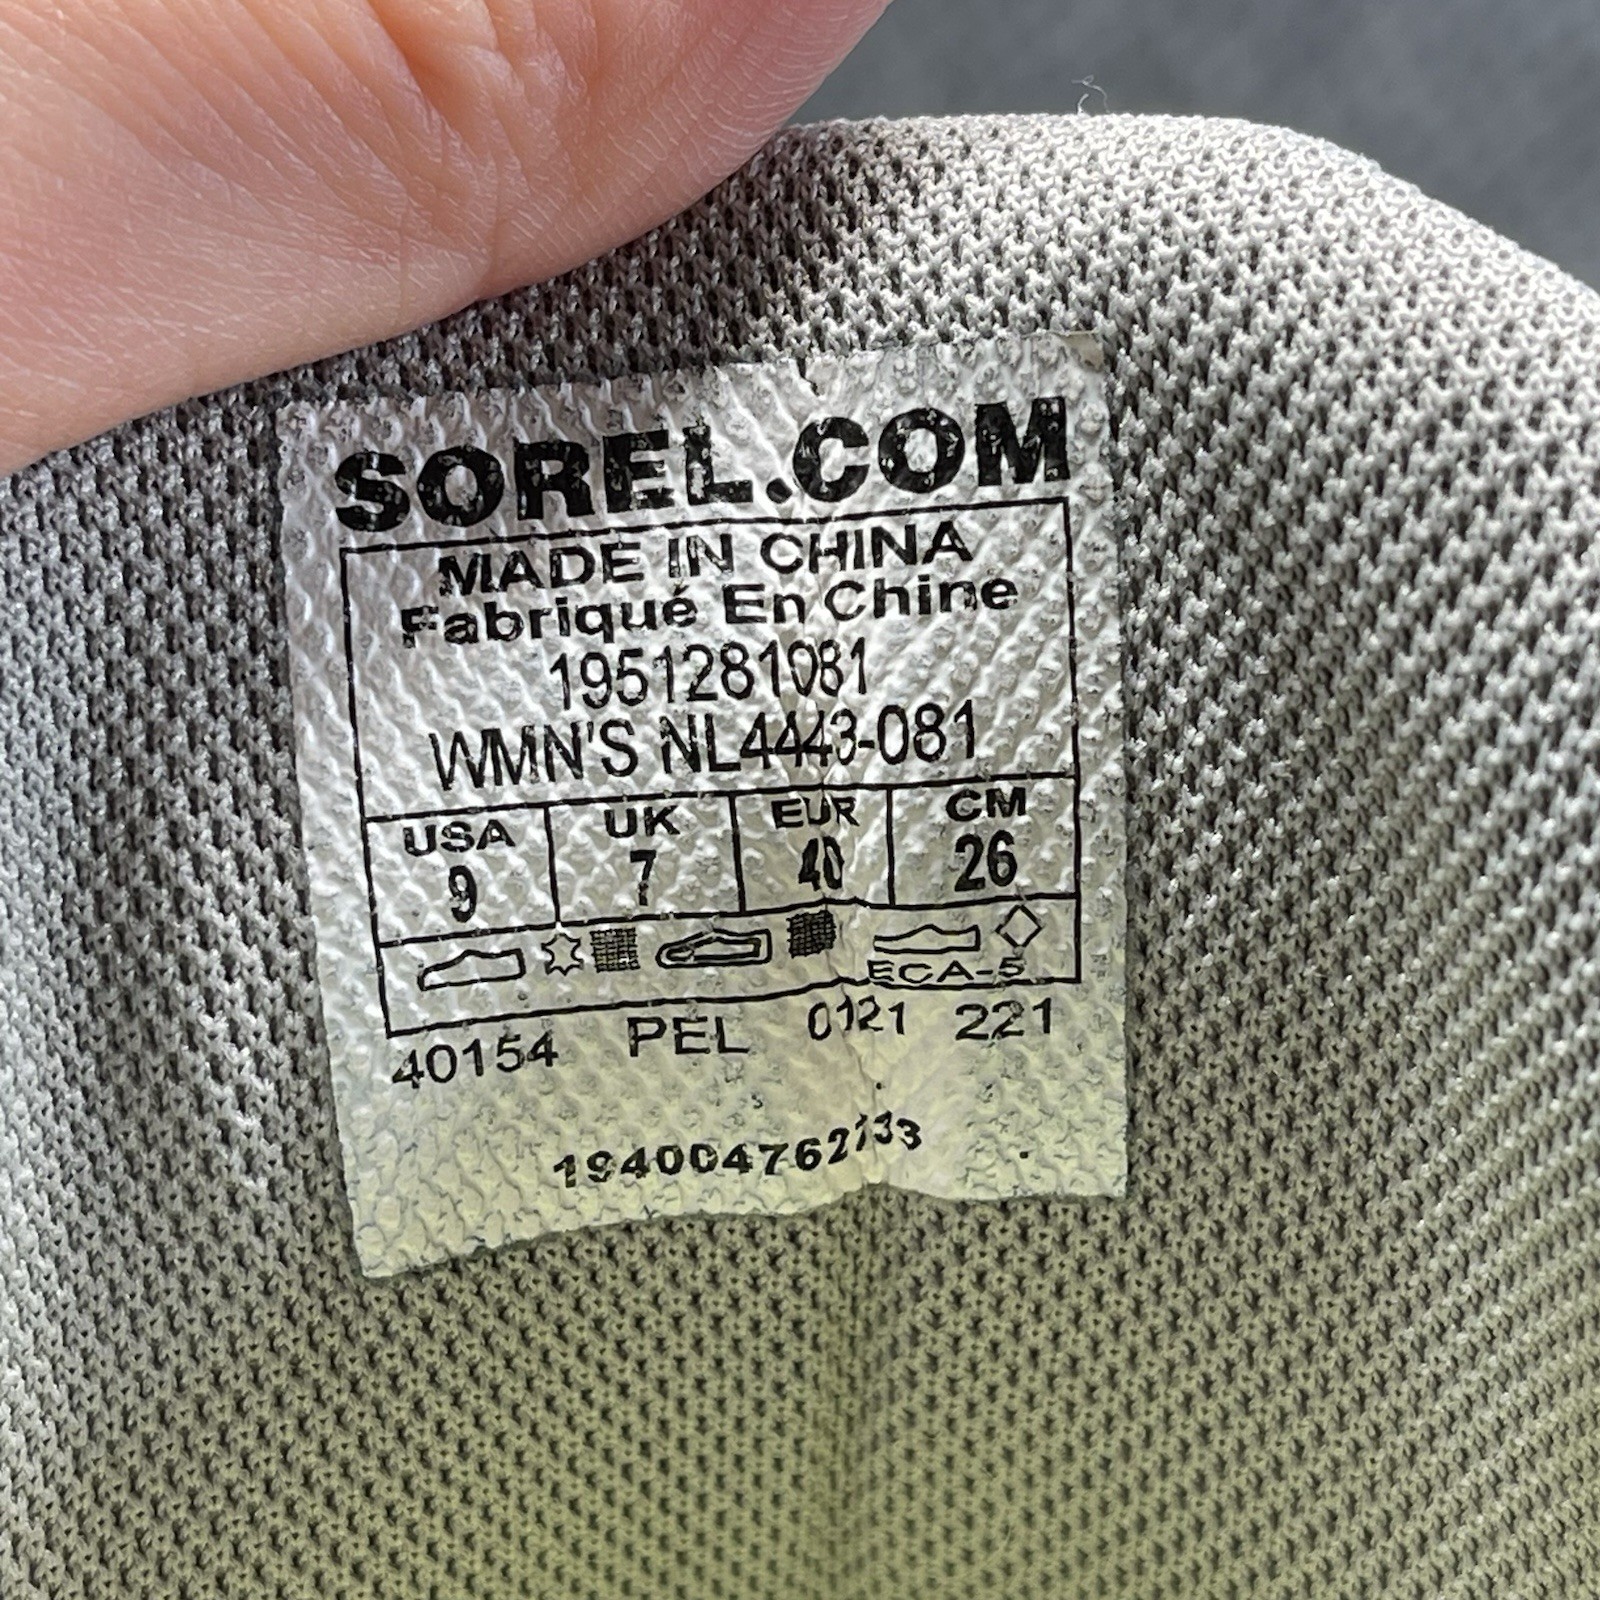 SOREL.COM
MADE IN CHINA
Fabriqué En Chine
1951281081
WMN'S NL4443-081
USA UK EUR CM
9 7 40 26
ECA-5
40154 PEL 0121 221
194004762133